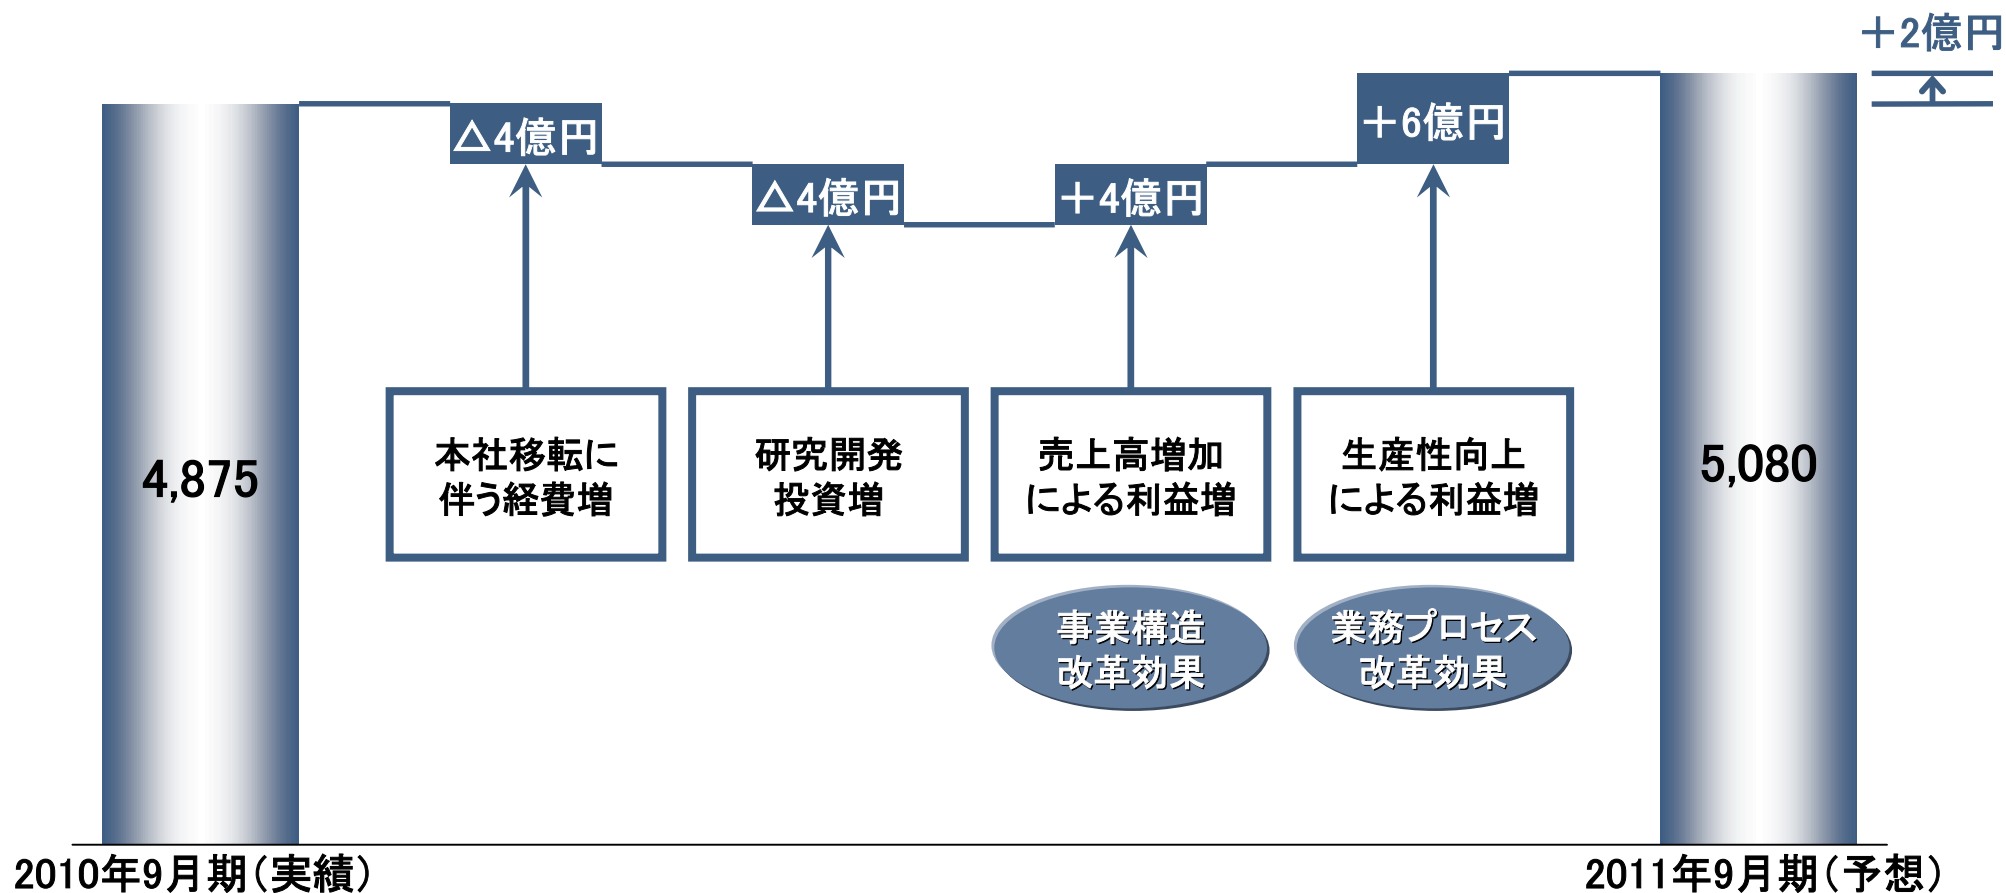 ＋2億円
△4億円
△4億円
＋4億円
＋6億円
4,875
本社移転に
伴う経費増
研究開発
投資増
売上高増加
による利益増
生産性向上
による利益増
5,080
事業構造
改革効果
業務プロセス
改革効果
2010年9月期（実績）
2011年9月期（予想）